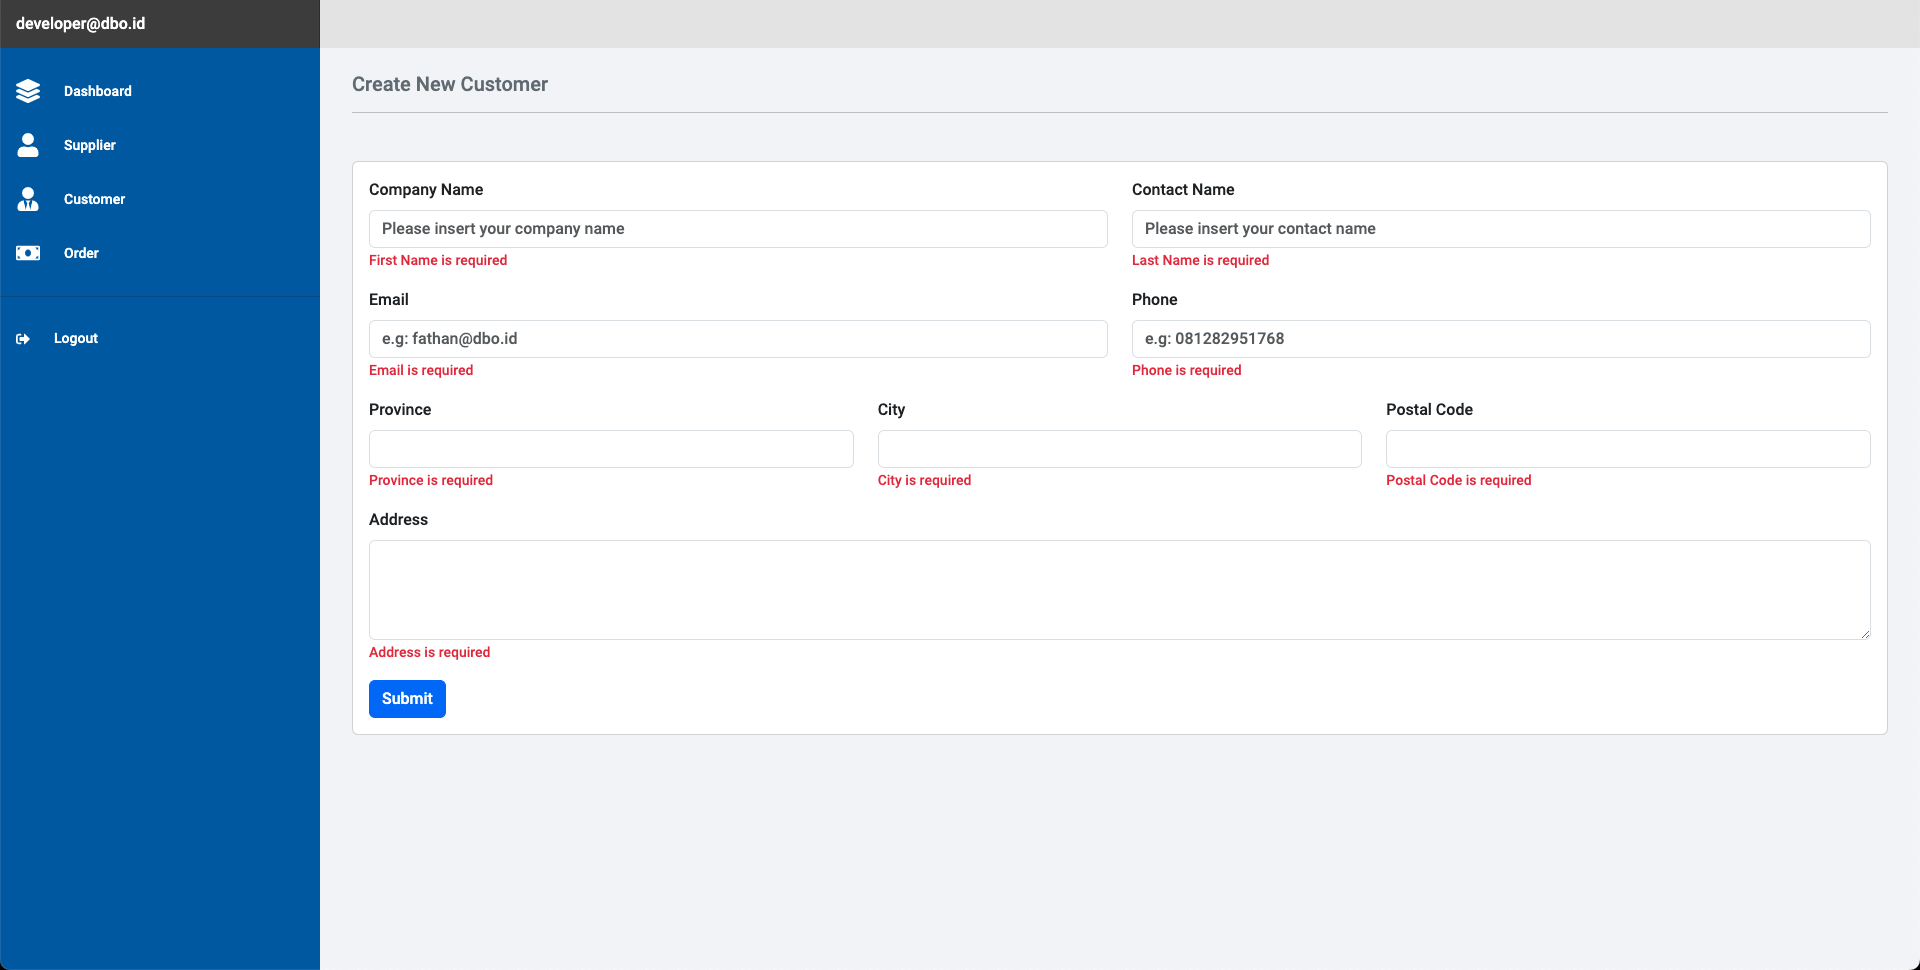 developer@dbo.id
Dashboard
Supplier
Customer
Order
Logout
Create New Customer
Company Name
Contact Name
Please insert your company name
Please insert your contact name
First Name is required
Last Name is required
Email
Phone
e.g: fathan@dbo.id
e.g: 081282951768
Email is required
Phone is required
Province
City
Postal Code
Province is required
City is required
Postal Code is required
Address
Address is required
Submit